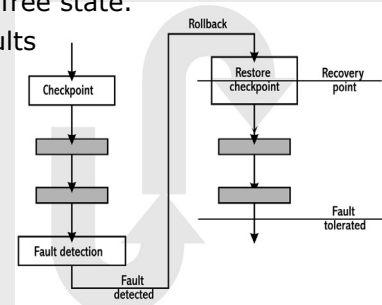 free state.
ults
Rollback
Checkpoint
Restore
checkpoint
Recovery
point
Fault
tolerated
Fault detection
Fault
detected